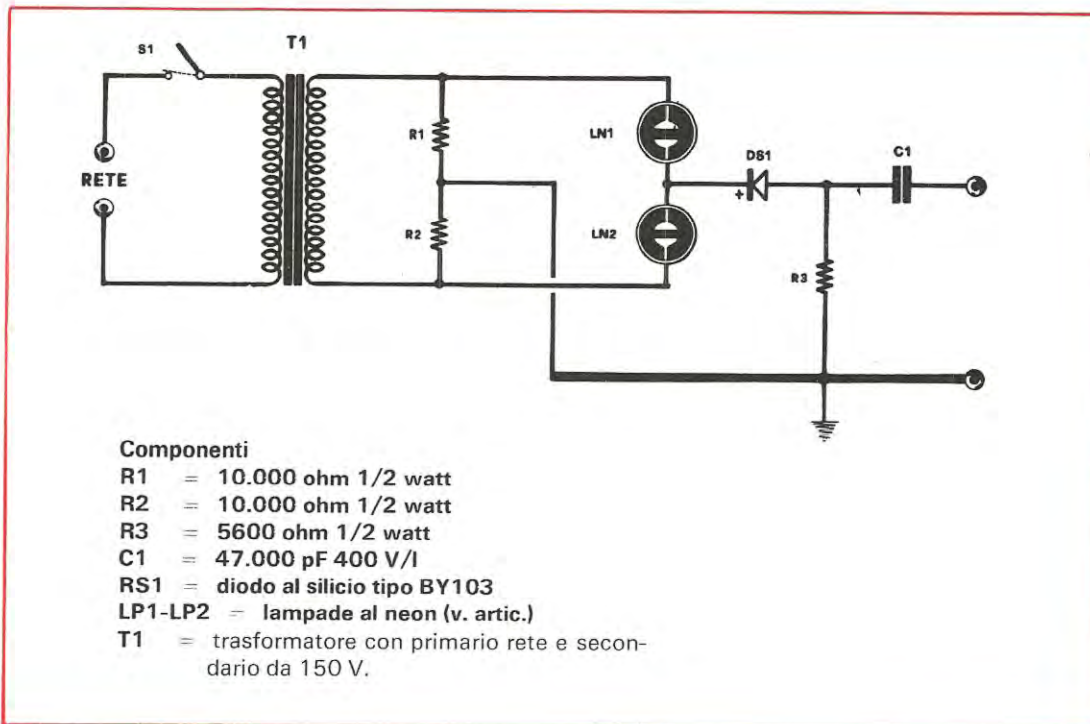 S1
T1
RETE
R1
R2
LN1
LN2
DS1
+
C1
R3
Componenti
R1 = 10.000 ohm 1/2 watt
R2 = 10.000 ohm 1/2 watt
R3 = 5600 ohm 1/2 watt
C1 = 47.000 pF 400 V/l
RS1 = diodo al silicio tipo BY103
LP1-LP2 = lampade al neon (v. artic.)
T1 = trasformatore con primario rete e secon-
dario da 150 V.